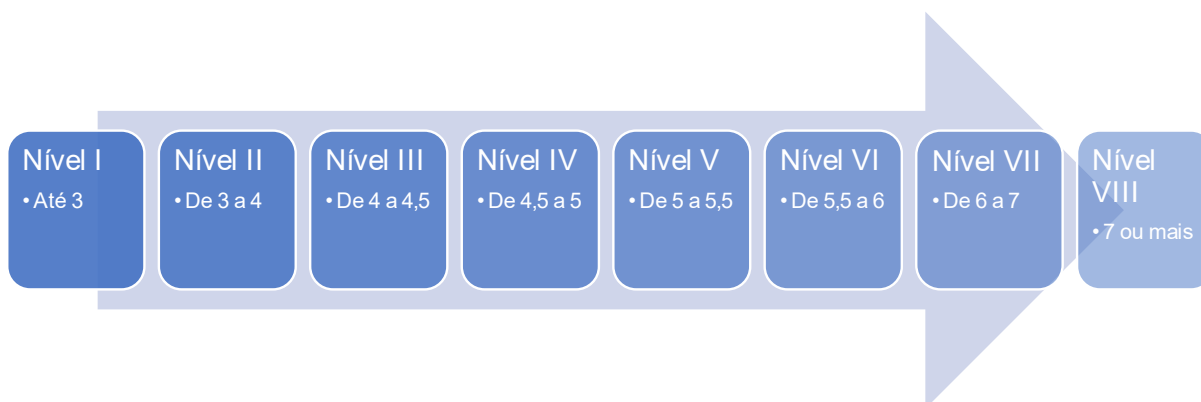 Nível I
• Até 3
Nível II
• De 3 a 4
Nível III
• De 4 a 4,5
Nível IV
• De 4,5 a 5
Nível V
• De 5 a 5,5
Nível VI
• De 5,5 a 6
Nível VII
• De 6 a 7
Nível
VIII
• 7 ou mais